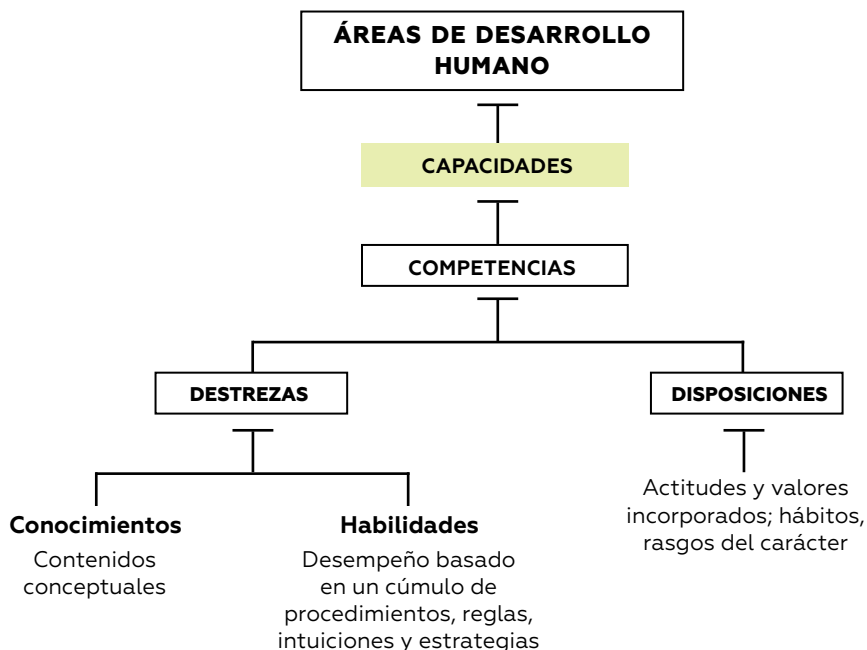 ÁREAS DE DESARROLLO
HUMANO
CAPACIDADES
COMPETENCIAS
DESTREZAS
DISPOSICIONES
Conocimientos
Contenidos
conceptuales
Habilidades
Desempeño basado
en un cúmulo de
procedimientos, reglas,
intuiciones y estrategias
Actitudes y valores
incorporados; hábitos,
rasgos del carácter